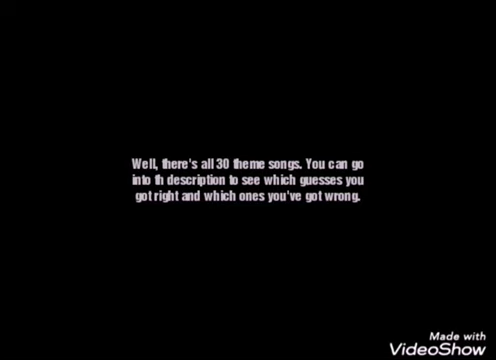 Well, there's all 30 theme songs. You can go
into th description to see which guesses you
got right and which ones you've got wrong.
Made with
VideoShow